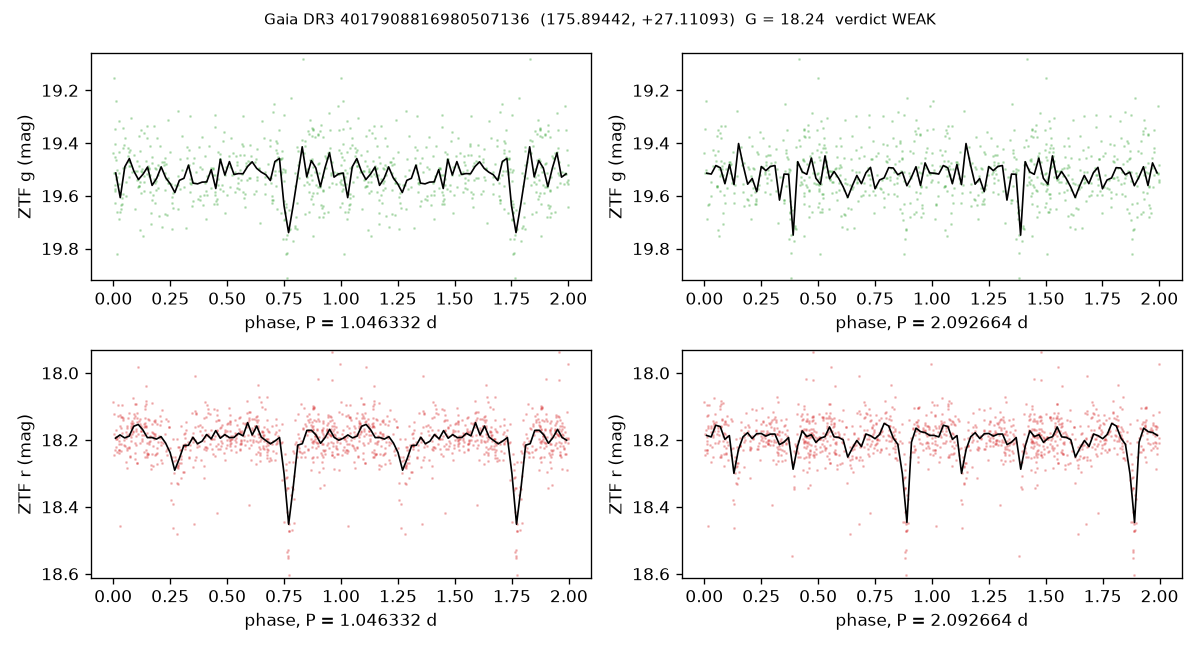 Gaia DR3 4017908816980507136 (175.89442, +27.11093) G = 18.24 verdict WEAK
ZTF g (mag)
19.2
19.4
19.6
19.8
0.00 0.25 0.50 0.75 1.00 1.25 1.50 1.75 2.00
phase, P = 1.046332 d
ZTF g (mag)
19.2
19.4
19.6
19.8
0.00 0.25 0.50 0.75 1.00 1.25 1.50 1.75 2.00
phase, P = 2.092664 d
ZTF r (mag)
18.0
18.2
18.4
18.6
0.00 0.25 0.50 0.75 1.00 1.25 1.50 1.75 2.00
phase, P = 1.046332 d
ZTF r (mag)
18.0
18.2
18.4
18.6
0.00 0.25 0.50 0.75 1.00 1.25 1.50 1.75 2.00
phase, P = 2.092664 d